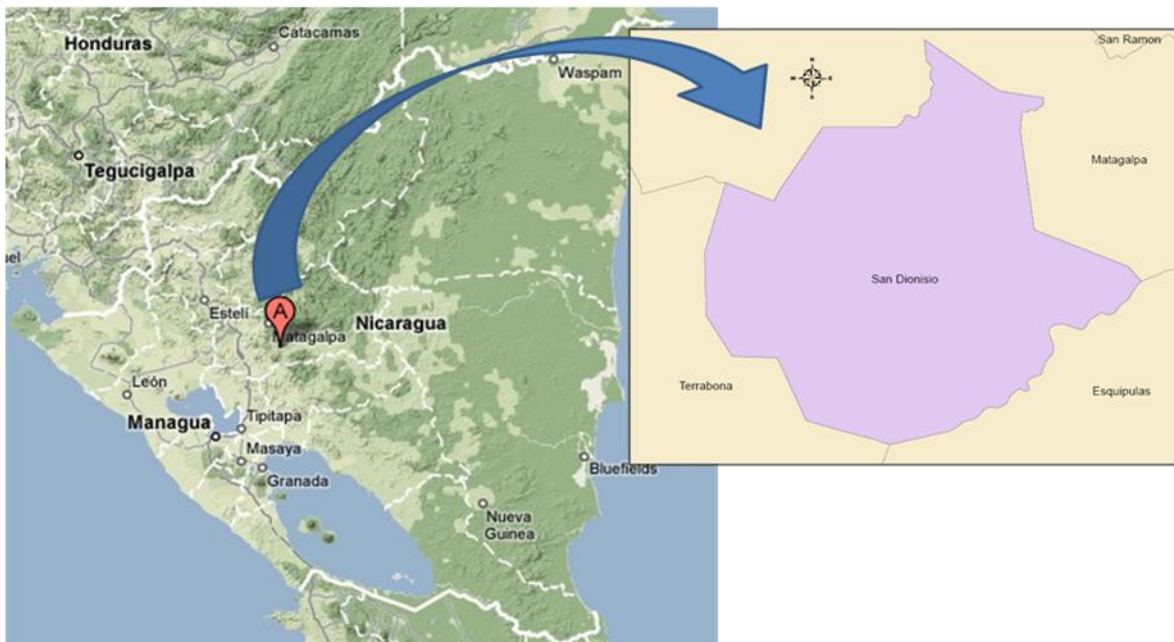 Honduras
Catacamas
Waspam
Tegucigalpa
Estelí
A
Matagalpa
Nicaragua
León
Managua
Tipitapa
Masaya
Granada
Bluefields
Nueva
Guinea
San Ramon
N
W
E
S
Matagalpa
San Dionisio
Terrabona
Esquipulas